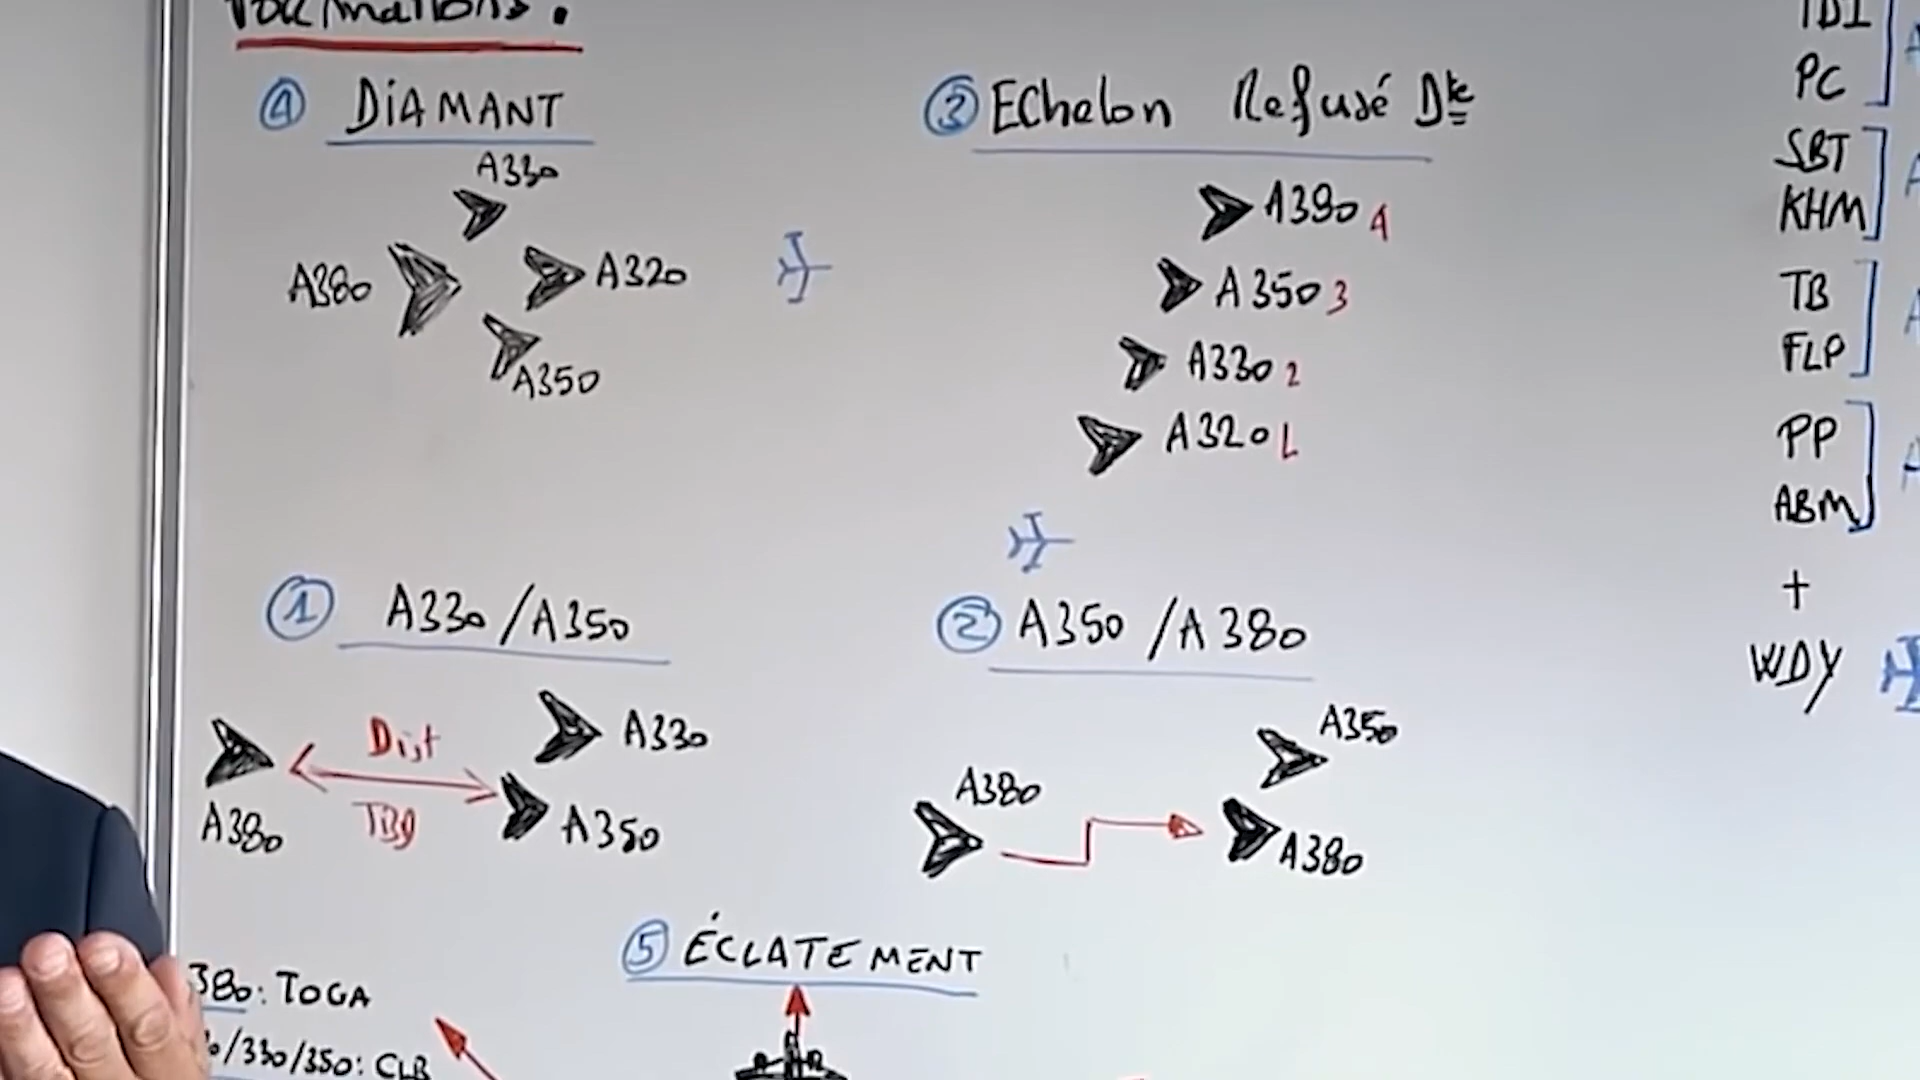 Formations :
④ DIAMANT
A330
A380
A320
A350
③ Echelon Refusé Dte
A380 4
A350 3
A330 2
A320 1
① A330/A350
Dist
TBD
A330
A380
A350
② A350/A380
A350
A380
A380
⑤ ÉCLATEMENT
380: TOGA
/330/350: CLB
TDI
PC
SBT
KHM
TB
FLP
PP
ABM
+
WDY